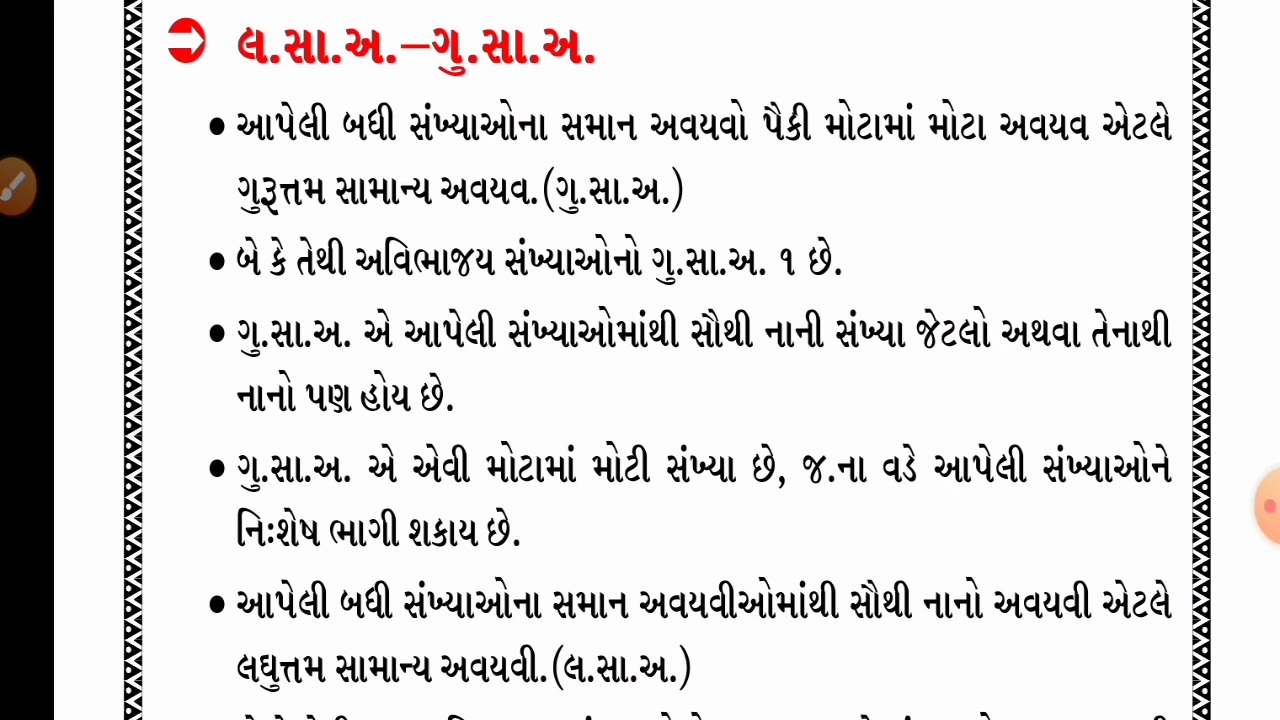 લ.સા.અ.–ગુ.સા.અ.
• આપેલી બધી સંખ્યાઓના સમાન અવયવો પૈકી મોટામાં મોટા અવયવ એટલે
ગુરૂત્તમ સામાન્ય અવયવ.(ગુ.સા.અ.)
• બે કે તેથી અવિભાજય સંખ્યાઓનો ગુ.સા.અ. ૧ છે.
• ગુ.સા.અ. એ આપેલી સંખ્યાઓમાંથી સૌથી નાની સંખ્યા જેટલો અથવા તેનાથી
નાનો પણ હોય છે.
• ગુ.સા.અ. એ એવી મોટામાં મોટી સંખ્યા છે, જ.ના વડે આપેલી સંખ્યાઓને
નિઃશેષ ભાગી શકાય છે.
• આપેલી બધી સંખ્યાઓના સમાન અવયવીઓમાંથી સૌથી નાનો અવયવી એટલે
લઘુત્તમ સામાન્ય અવયવી.(લ.સા.અ.)